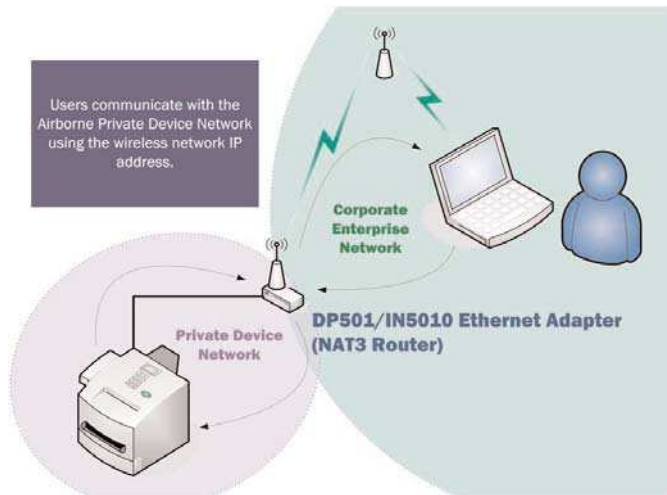 Users communicate with the
Airborne Private Device Network
using the wireless network IP
address.
Corporate
Enterprise
Network
DP501/IN5010 Ethernet Adapter
(NAT3 Router)
Private Device
Network